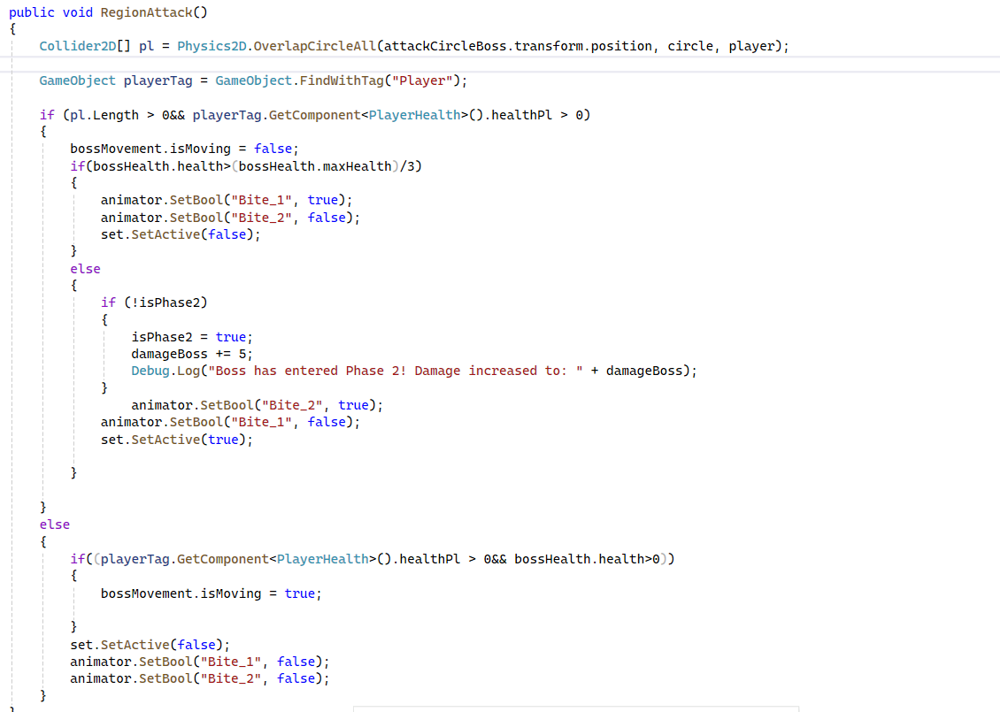 public void RegionAttack()
{
    Collider2D[] pl = Physics2D.OverlapCircleAll(attackCircleBoss.transform.position, circle, player);

    GameObject playerTag = GameObject.FindWithTag("Player");

    if (pl.Length > 0&& playerTag.GetComponent<PlayerHealth>().healthPl > 0)
    {
        bossMovement.isMoving = false;
        if(bossHealth.health>(bossHealth.maxHealth)/3)
        {
            animator.SetBool("Bite_1", true);
            animator.SetBool("Bite_2", false);
            set.SetActive(false);
        }
        else
        {
            if (!isPhase2)
            {
                isPhase2 = true;
                damageBoss += 5;
                Debug.Log("Boss has entered Phase 2! Damage increased to: " + damageBoss);
            }
                animator.SetBool("Bite_2", true);
            animator.SetBool("Bite_1", false);
            set.SetActive(true);

        }

    }
    else
    {
        if((playerTag.GetComponent<PlayerHealth>().healthPl > 0&& bossHealth.health>0))
        {
            bossMovement.isMoving = true;

        }
        set.SetActive(false);
        animator.SetBool("Bite_1", false);
        animator.SetBool("Bite_2", false);
    }
}